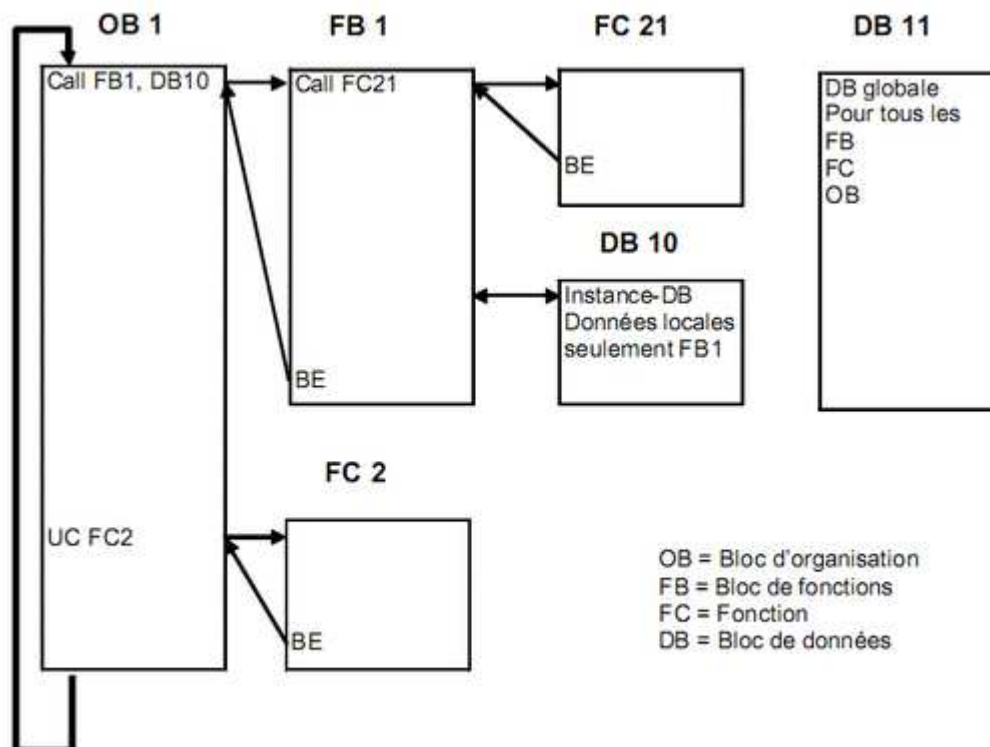 OB 1
FB 1
FC 21
DB 11
Call FB1, DB10
Call FC21
BE
BE
DB globale
Pour tous les
FB
FC
OB
DB 10
Instance-DB
Données locales
seulement FB1
FC 2
UC FC2
BE
OB = Bloc d'organisation
FB = Bloc de fonctions
FC = Fonction
DB = Bloc de données